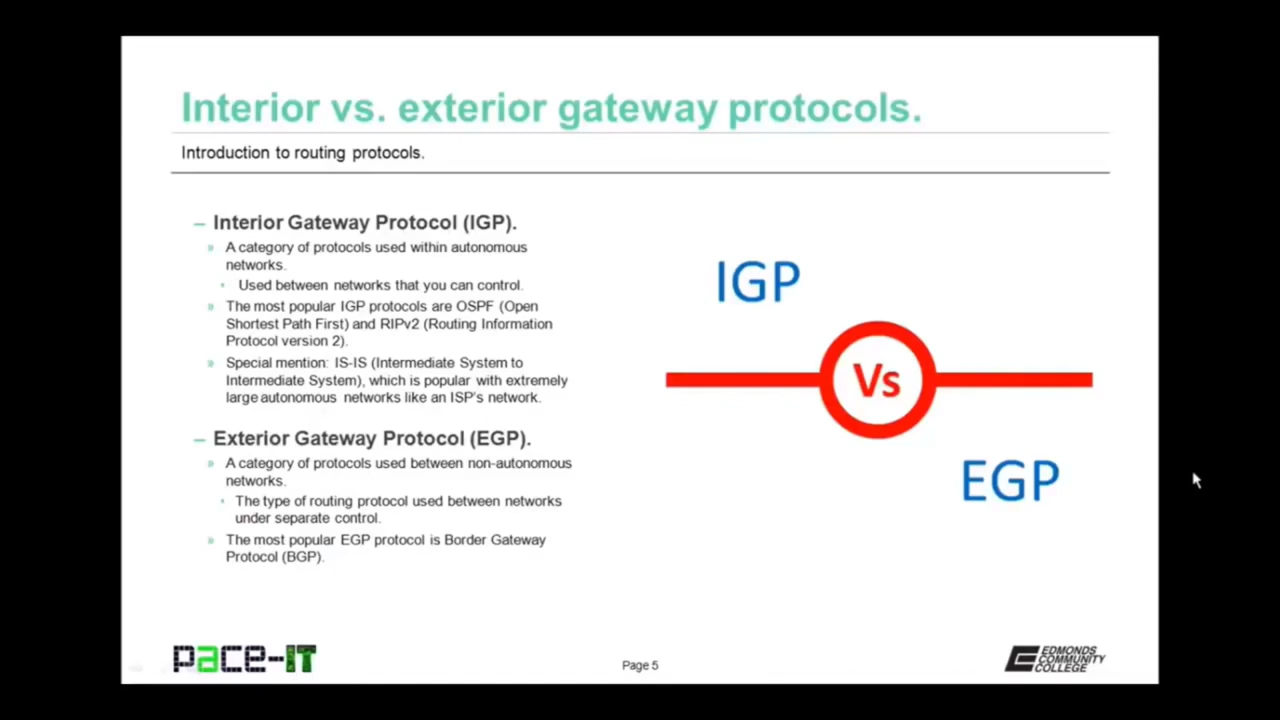 Interior vs. exterior gateway protocols.
Introduction to routing protocols.
– Interior Gateway Protocol (IGP).
» A category of protocols used within autonomous
networks.
• Used between networks that you can control.
» The most popular IGP protocols are OSPF (Open
Shortest Path First) and RIPv2 (Routing Information
Protocol version 2).
» Special mention: IS-IS (Intermediate System to
Intermediate System), which is popular with extremely
large autonomous networks like an ISP's network.
– Exterior Gateway Protocol (EGP).
» A category of protocols used between non-autonomous
networks.
• The type of routing protocol used between networks
under separate control.
» The most popular EGP protocol is Border Gateway
Protocol (BGP).
IGP
Vs
EGP
pace-IT
Page 5
EDMONDS
COMMUNITY
COLLEGE